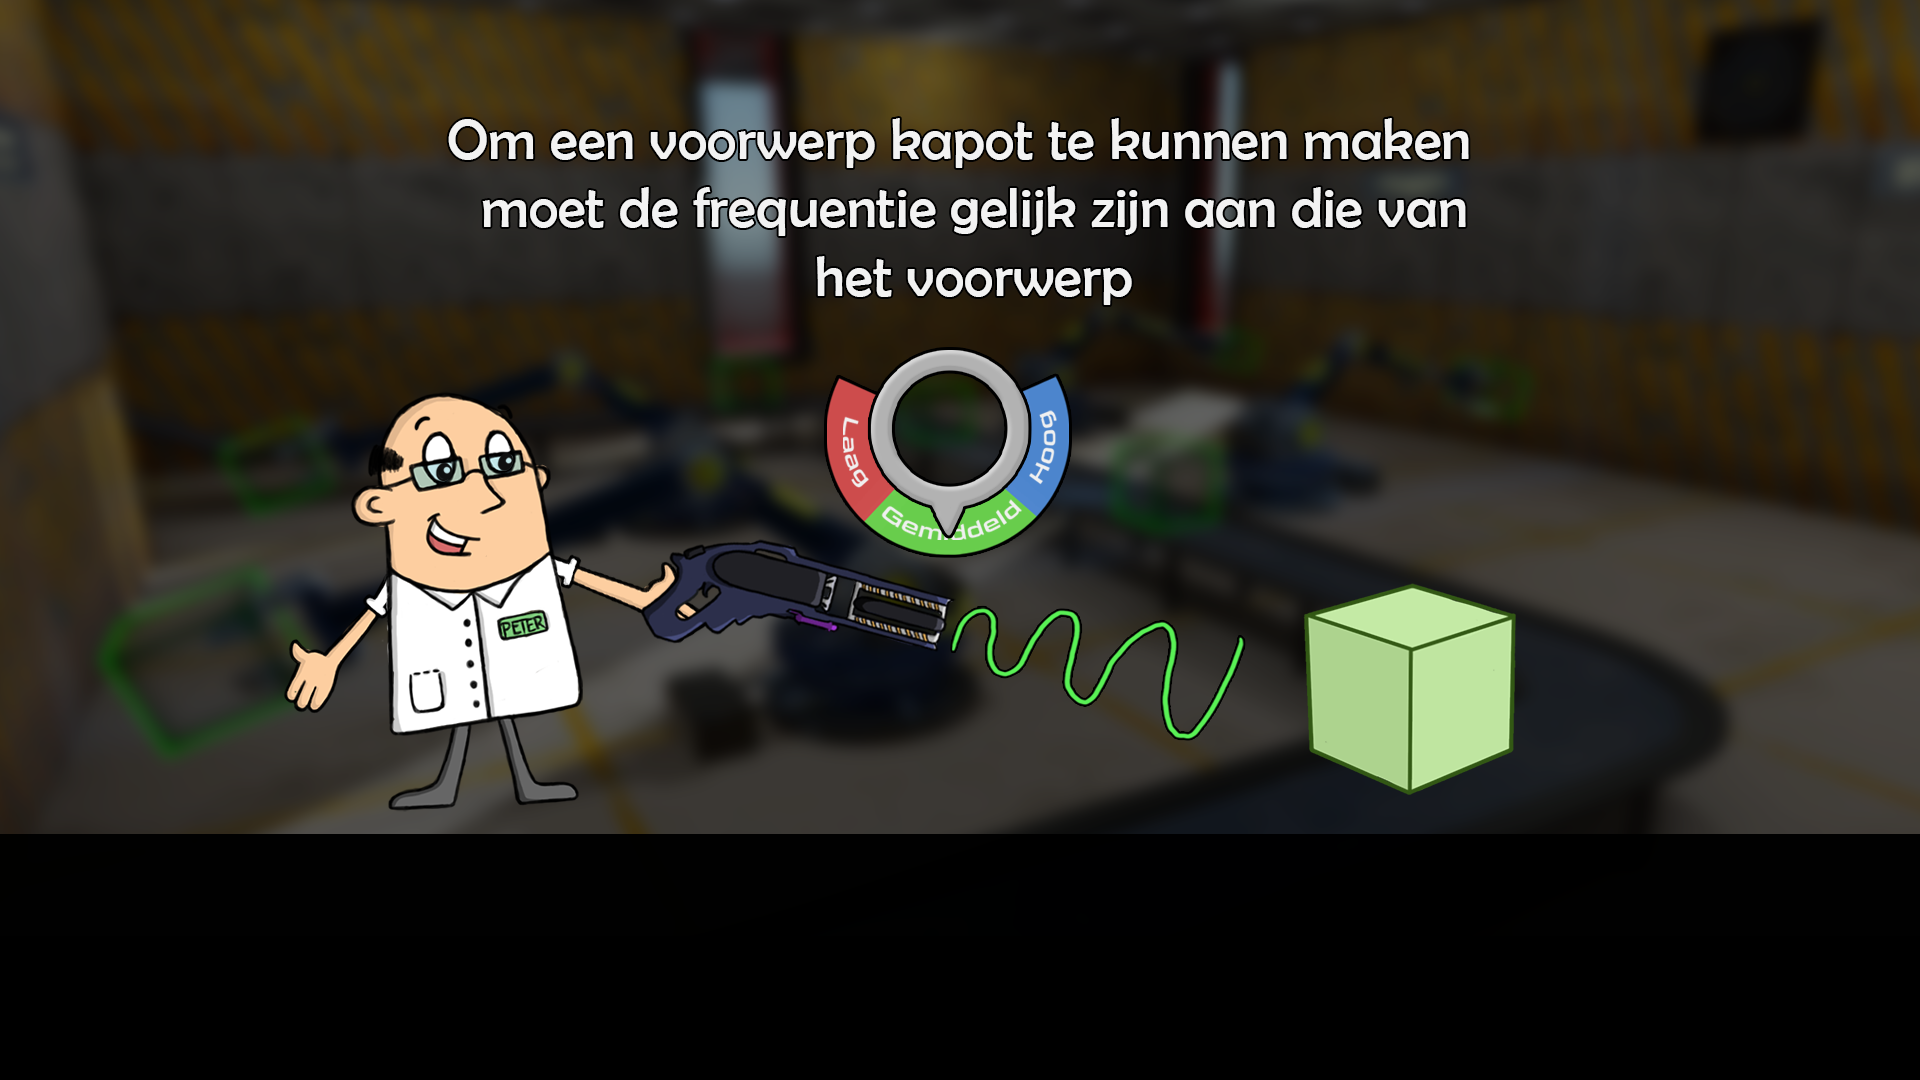 Om een voorwerp kapot te kunnen maken
moet de frequentie gelijk zijn aan die van
het voorwerp
Laag
Gemiddeld
Hoog
PETER